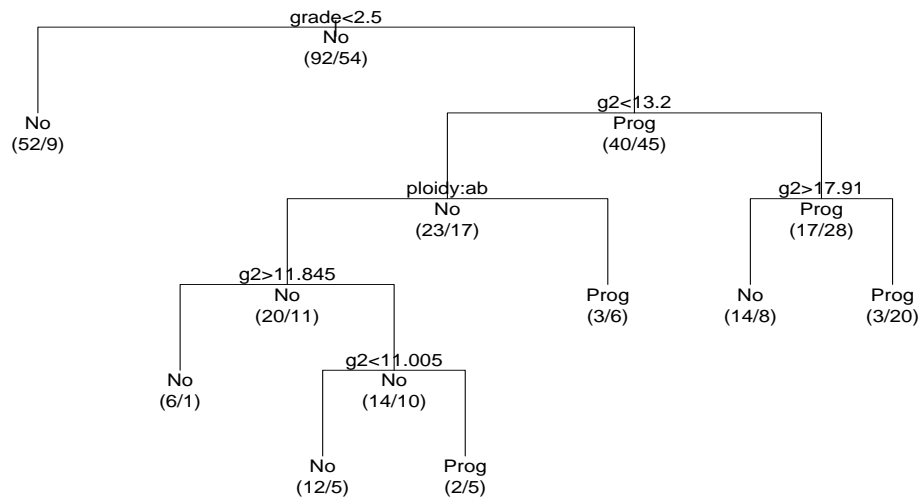 grade<2.5
No
(92/54)
No
(52/9)
g2<13.2
Prog
(40/45)
ploidy:ab
No
(23/17)
g2>17.91
Prog
(17/28)
g2>11.845
No
(20/11)
Prog
(3/6)
No
(14/8)
Prog
(3/20)
No
(6/1)
g2<11.005
No
(14/10)
No
(12/5)
Prog
(2/5)